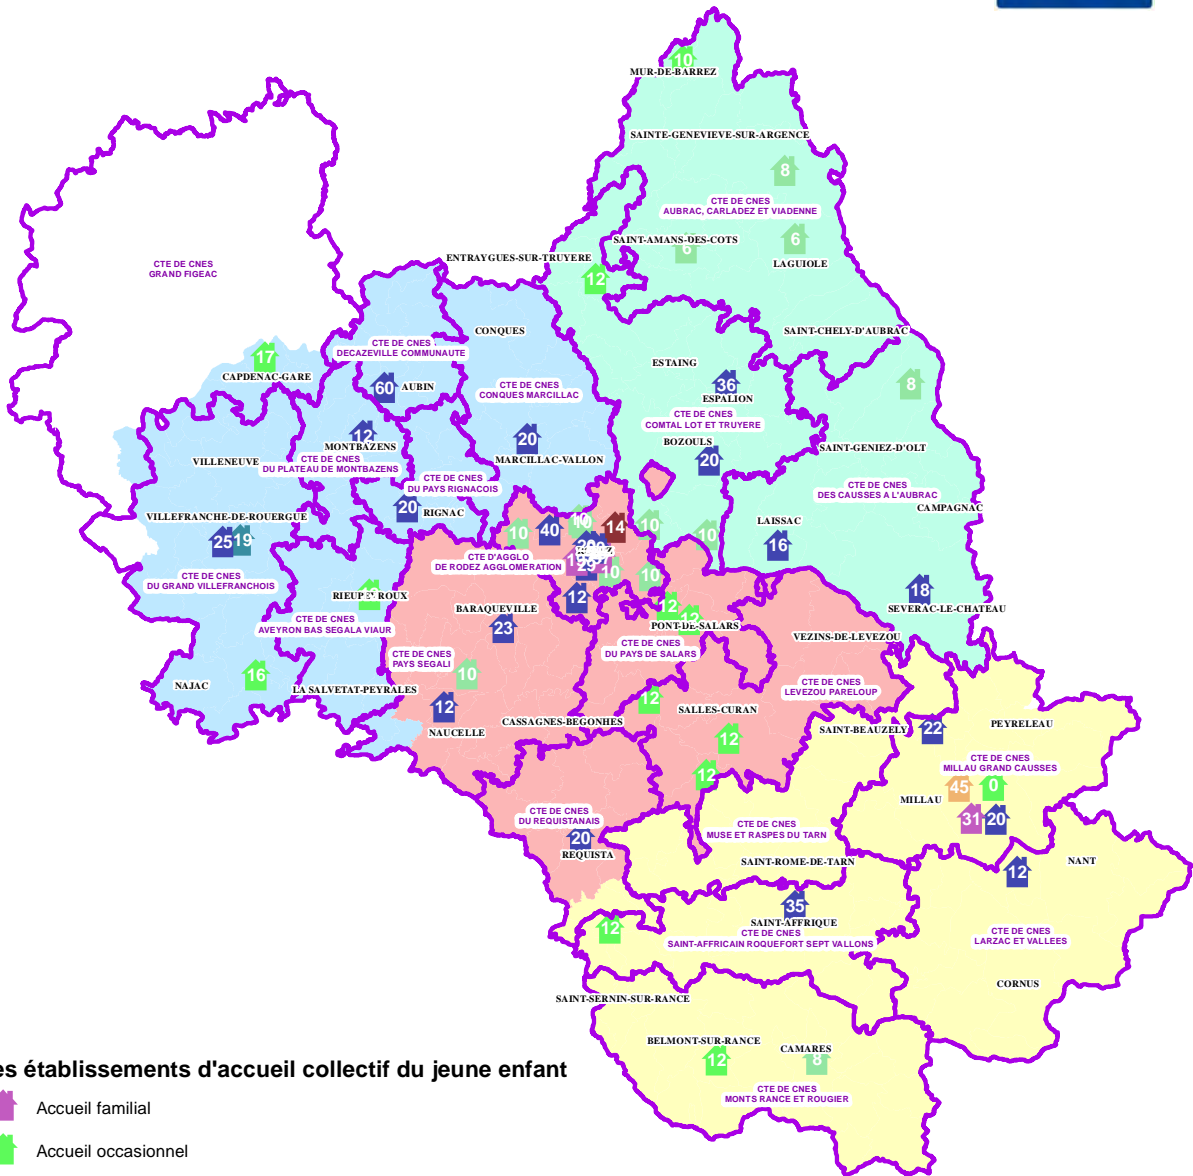 10
MUR-DE-BARREZ
SAINTE-GENEVIEVE-SUR-ARGENCE
8
CTE DE CNES
AUBRAC, CARLADEZ ET VIADENNE
SAINT-AMANS-DES-COTS
6
6
LAGUIOLE
CTE DE CNES
GRAND FIGEAC
ENTRAYGUES-SUR-TRUYERE
12
CONQUES
SAINT-CHELY-D'AUBRAC
CTE DE CNES
DECAZEVILLE COMMUNAUTE
17
CAPDENAC-GARE
60
AUBIN
ESTAING
36
ESPALION
8
CTE DE CNES
CONQUES MARCILLAC
CTE DE CNES
COMTAL LOT ET TRUYERE
12
MONTBAZENS
20
MARCILLAC-VALLON
BOZOULS
20
SAINT-GENIEZ-D'OLT
VILLENEUVE
CTE DE CNES
DU PLATEAU DE MONTBAZENS
CTE DE CNES
DU PAYS RIGNACOIS
CTE DE CNES
DES CAUSSES A L'AUBRAC
CAMPAGNAC
20
RIGNAC
VILLEFRANCHE-DE-ROUERGUE
25
19
10
40
10
14
10
10
LAISSAC
16
CTE D'AGGLO
DE RODEZ AGGLOMERATION
29
10
10
CTE DE CNES
DU GRAND VILLEFRANCHOIS
18
SEVERAC-LE-CHATEAU
RIEUPEYROUX
12
BARAQUEVILLE
23
12
12
PONT-DE-SALARS
VEZINS-DE-LEVEZOU
CTE DE CNES
AVEYRON BAS SEGALA VIAUR
CTE DE CNES
DU PAYS DE SALARS
CTE DE CNES
PAYS SEGALI
10
CTE DE CNES
LEVEZOU PARELOUP
NAJAC
16
LA SALVETAT-PEYRALES
12
SALLES-CURAN
12
NAUCELLE
CASSAGNES-BEGONHES
12
SAINT-BEAUZELY
22
PEYRELEAU
CTE DE CNES
MILLAU GRAND CAUSSES
12
MILLAU
45
0
31
20
CTE DE CNES
DU REQUISTANAIS
20
REQUISTA
CTE DE CNES
MUSE ET RASPES DU TARN
SAINT-ROME-DE-TARN
NANT
12
35
SAINT-AFFRIQUE
CTE DE CNES
SAINT-AFFRICAIN ROQUEFORT SEPT VALLONS
12
CTE DE CNES
LARZAC ET VALLEES
CORNUS
SAINT-SERNIN-SUR-RANCE
BELMONT-SUR-RANCE
12
CAMARES
8
CTE DE CNES
MONTS RANCE ET ROUGIER
es établissements d'accueil collectif du jeune enfant
Accueil familial
Accueil occasionnel